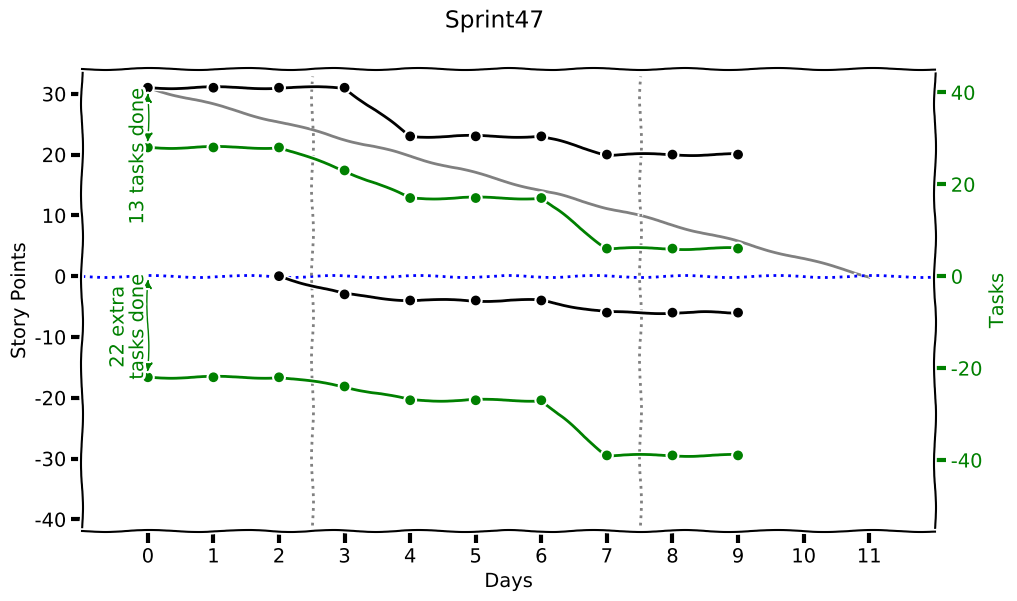 Sprint47
30
20
10
0
-10
-20
-30
-40
Story Points
13 tasks done
22 extra
tasks done
40
20
0
-20
-40
Tasks
0 1 2 3 4 5 6 7 8 9 10 11
Days